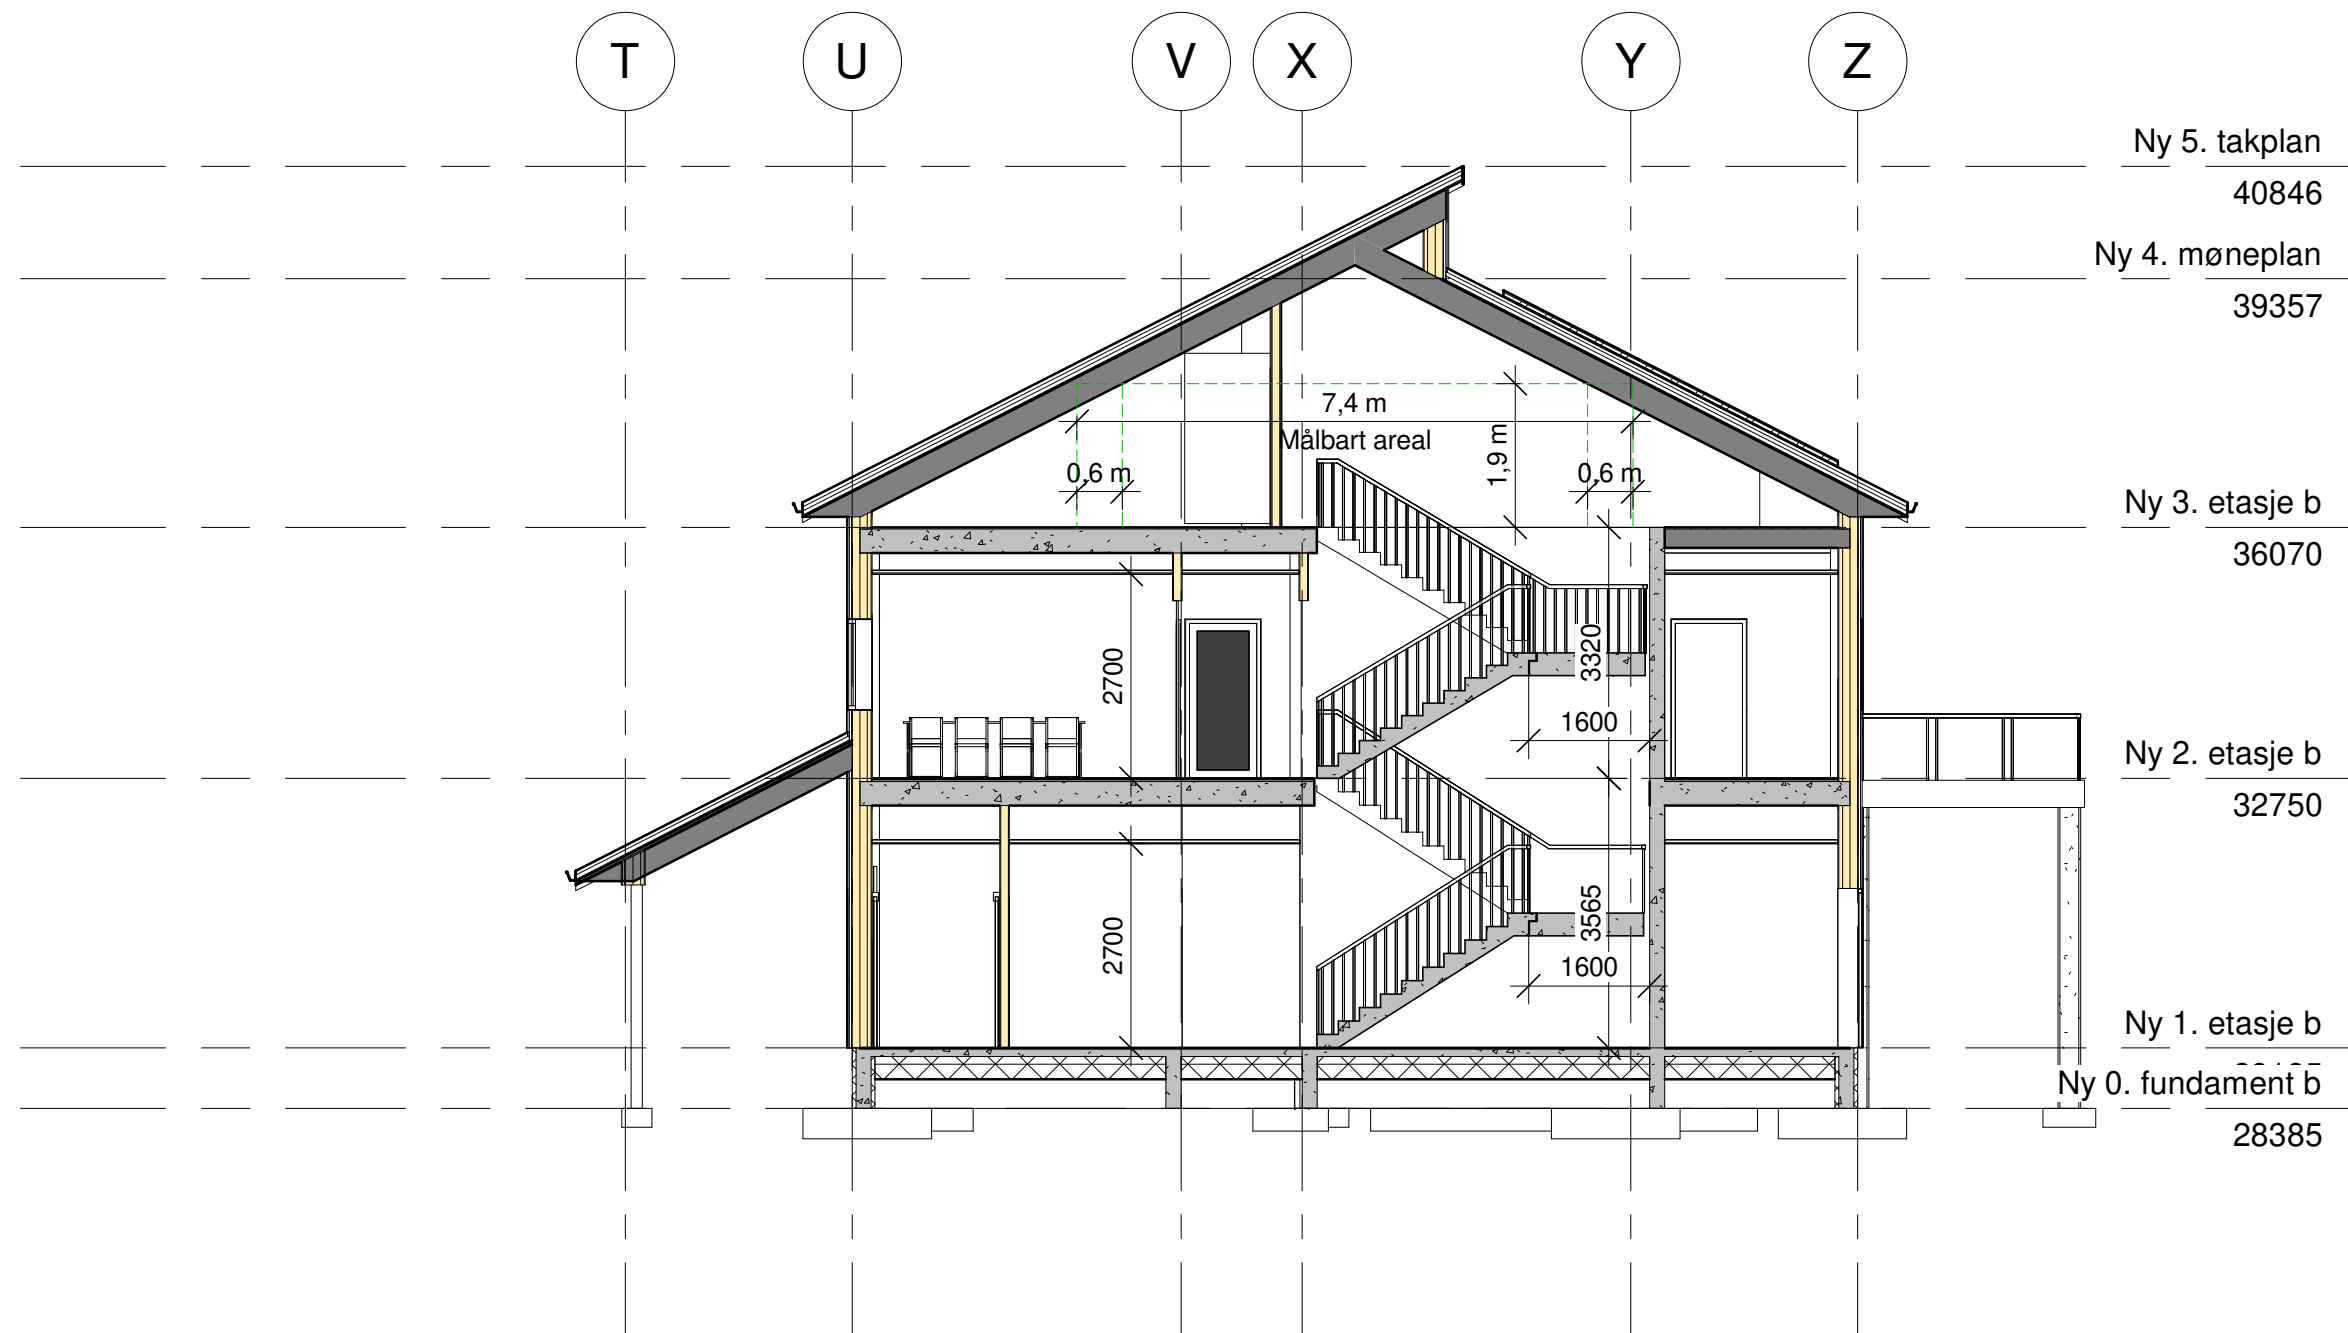 T
U
V
X
Y
Z
Ny 5. takplan
40846
Ny 4. møneplan
39357
7,4 m
Målbart areal
1,9 m
0,6 m
0,6 m
Ny 3. etasje b
36070
2700
3320
1600
Ny 2. etasje b
32750
2700
3565
1600
Ny 1. etasje b
Ny 0. fundament b
28385